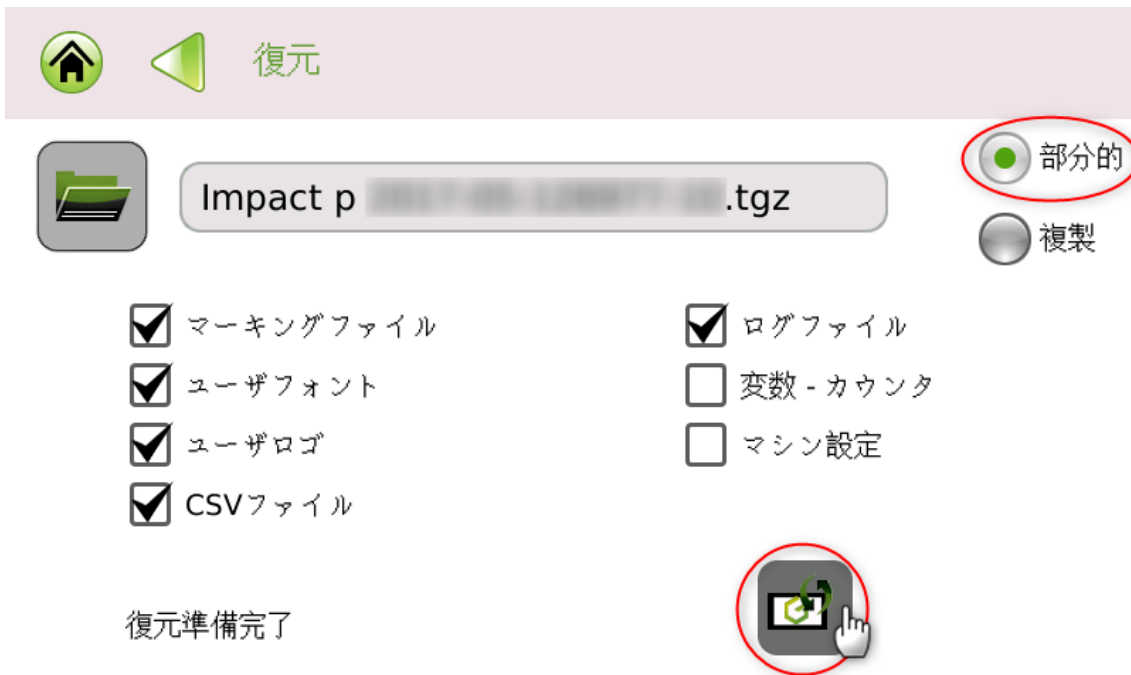 復元
部分的
Impact p .tgz
複製
マーキングファイル
ログファイル
ユーザフォント
変数 - カウンタ
ユーザロゴ
マシン設定
CSVファイル
復元準備完了